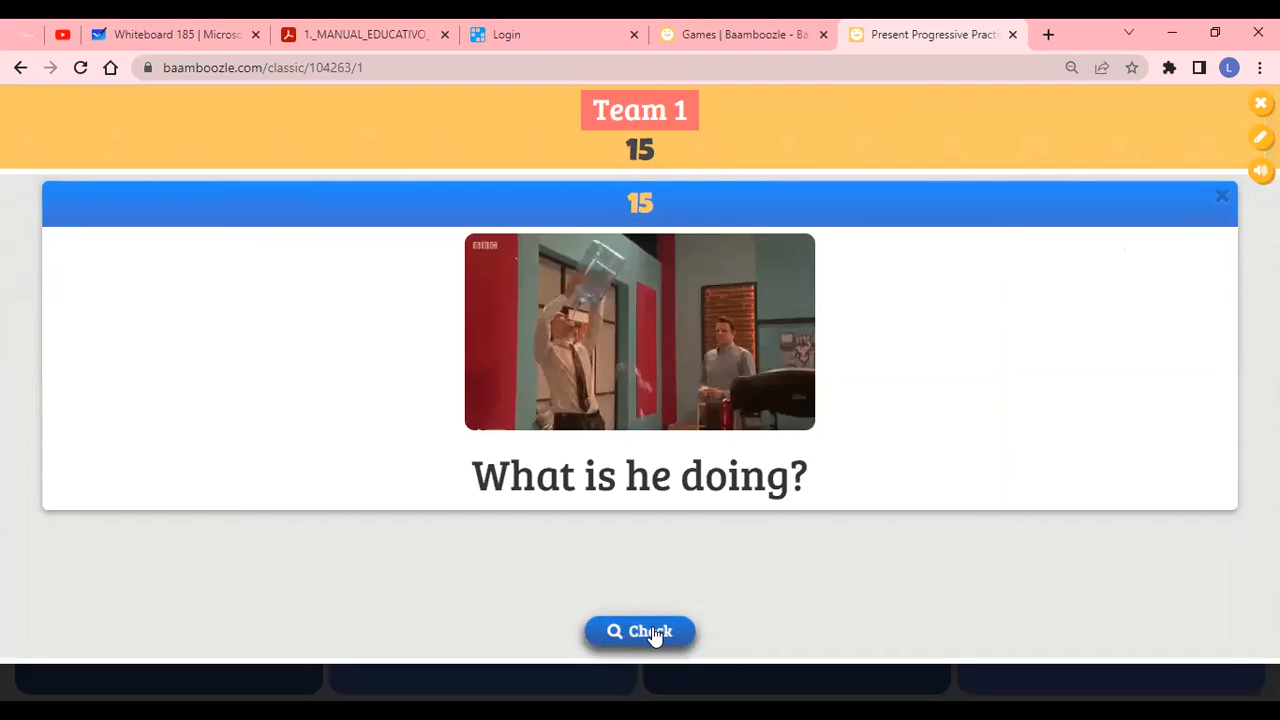 Whiteboard 185 | Micros
1._MANUAL_EDUCATIVO_
Login
Games | Baamboozle - Ba
Present Progressive Practi
baamboozle.com/classic/104263/1
L
Team 1
15
15
BBC
What is he doing?
Check